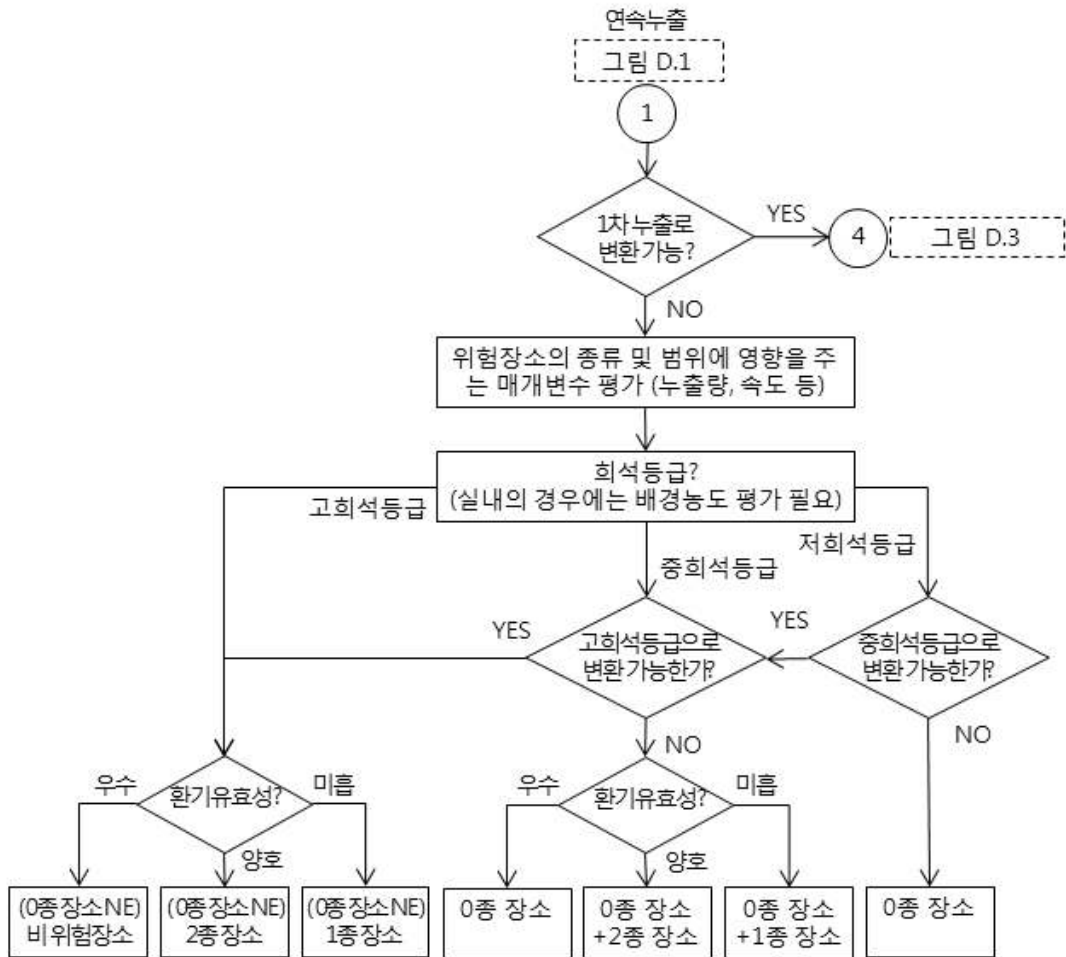 연속누출
그림 D.1
1
1차 누출로
변환 가능?
YES
4
그림 D.3
NO
위험장소의 종류 및 범위에 영향을 주
는 매개변수 평가 (누출량, 속도 등)
희석등급?
(실내의 경우에는 배경농도 평가 필요)
고희석등급
중희석등급
저희석등급
YES
고희석등급으로
변환 가능한가?
YES
중희석등급으로
변환 가능한가?
NO
NO
우수
환기유효성?
미흡
양호
우수
환기유효성?
미흡
양호
(0종 장소 NE)
비위험장소
(0종 장소 NE)
2종 장소
(0종 장소 NE)
1종 장소
0종 장소
0종 장소
+2종 장소
0종 장소
+1종 장소
0종 장소